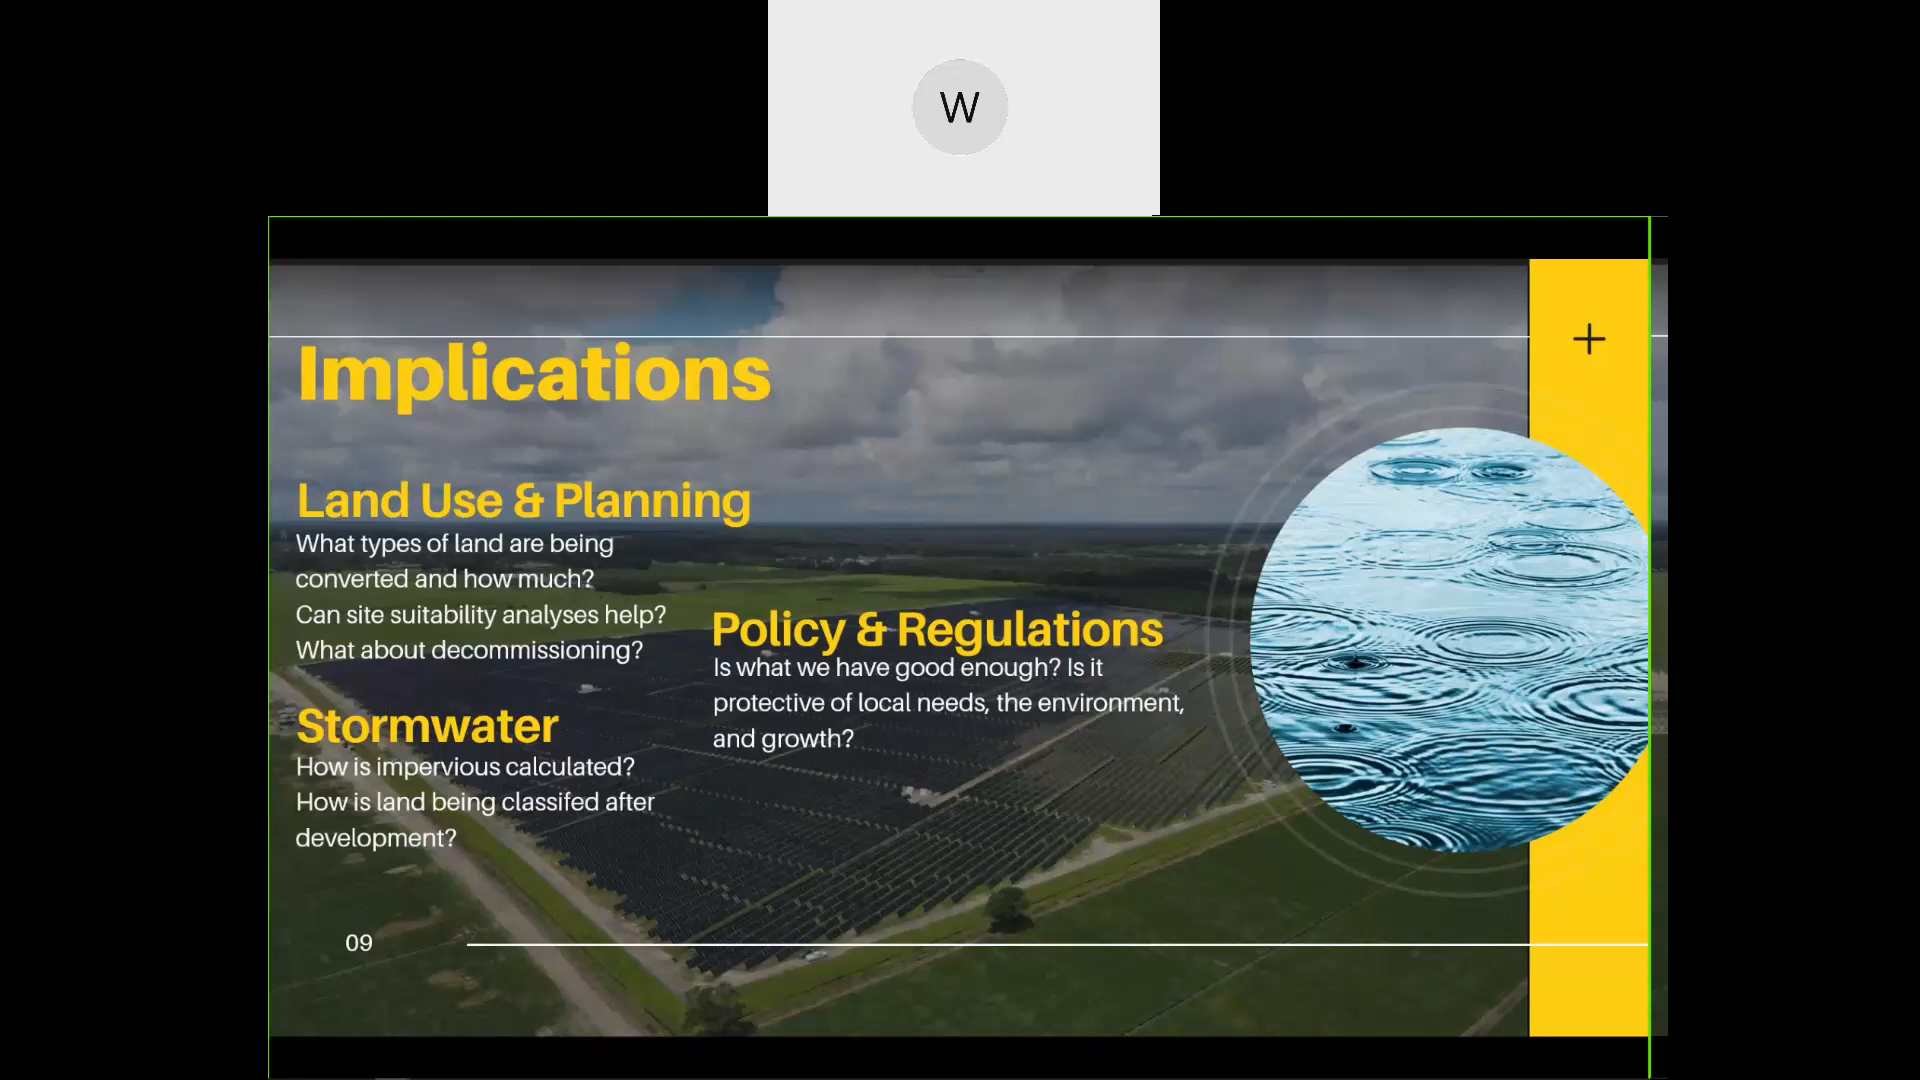 W
Implications
Land Use & Planning
What types of land are being
converted and how much?
Can site suitability analyses help?
What about decommissioning?
Stormwater
How is impervious calculated?
How is land being classifed after
development?
Policy & Regulations
Is what we have good enough? Is it
protective of local needs, the environment,
and growth?
09